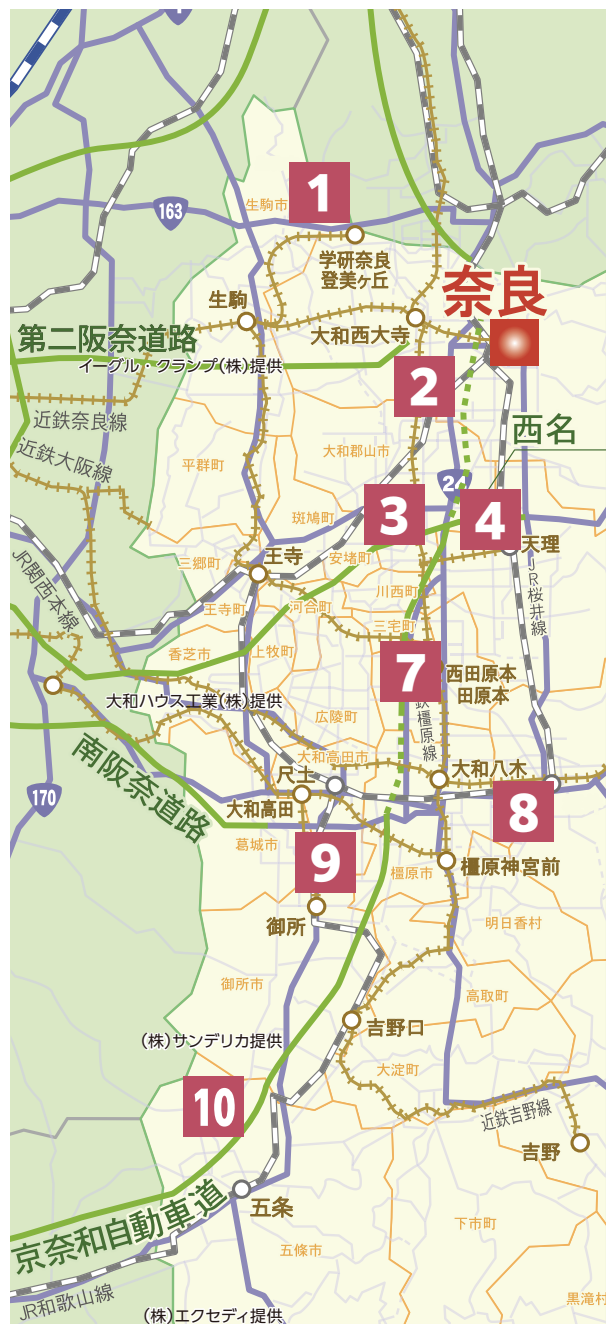 163
生駒市
1
学研奈良
登美ヶ丘
奈良
生駒
大和西大寺
第二阪奈道路
イーグル・クランプ(株)提供
2
近鉄奈良線
西名
近鉄大阪線
大和郡山市
平群町
24
3
4
斑鳩町
天理
安堵町
王寺
三郷町
JR関西本線
川西町
JR桜井線
王寺町
河合町
三宅町
香芝市
上牧町
7
西田原本
田原本
大和ハウス工業(株)提供
広陵町
鉄橿原線
南阪奈道路
大和高田市
大和八木
尺土
170
大和高田
8
葛城市
9
橿原市
橿原神宮前
御所
明日香村
御所市
高取町
吉野口
(株)サンデリカ提供
大淀町
10
近鉄吉野線
吉野
京奈和自動車道
五条
下市町
五條市
JR和歌山線
黒滝村
(株)エクセディ提供